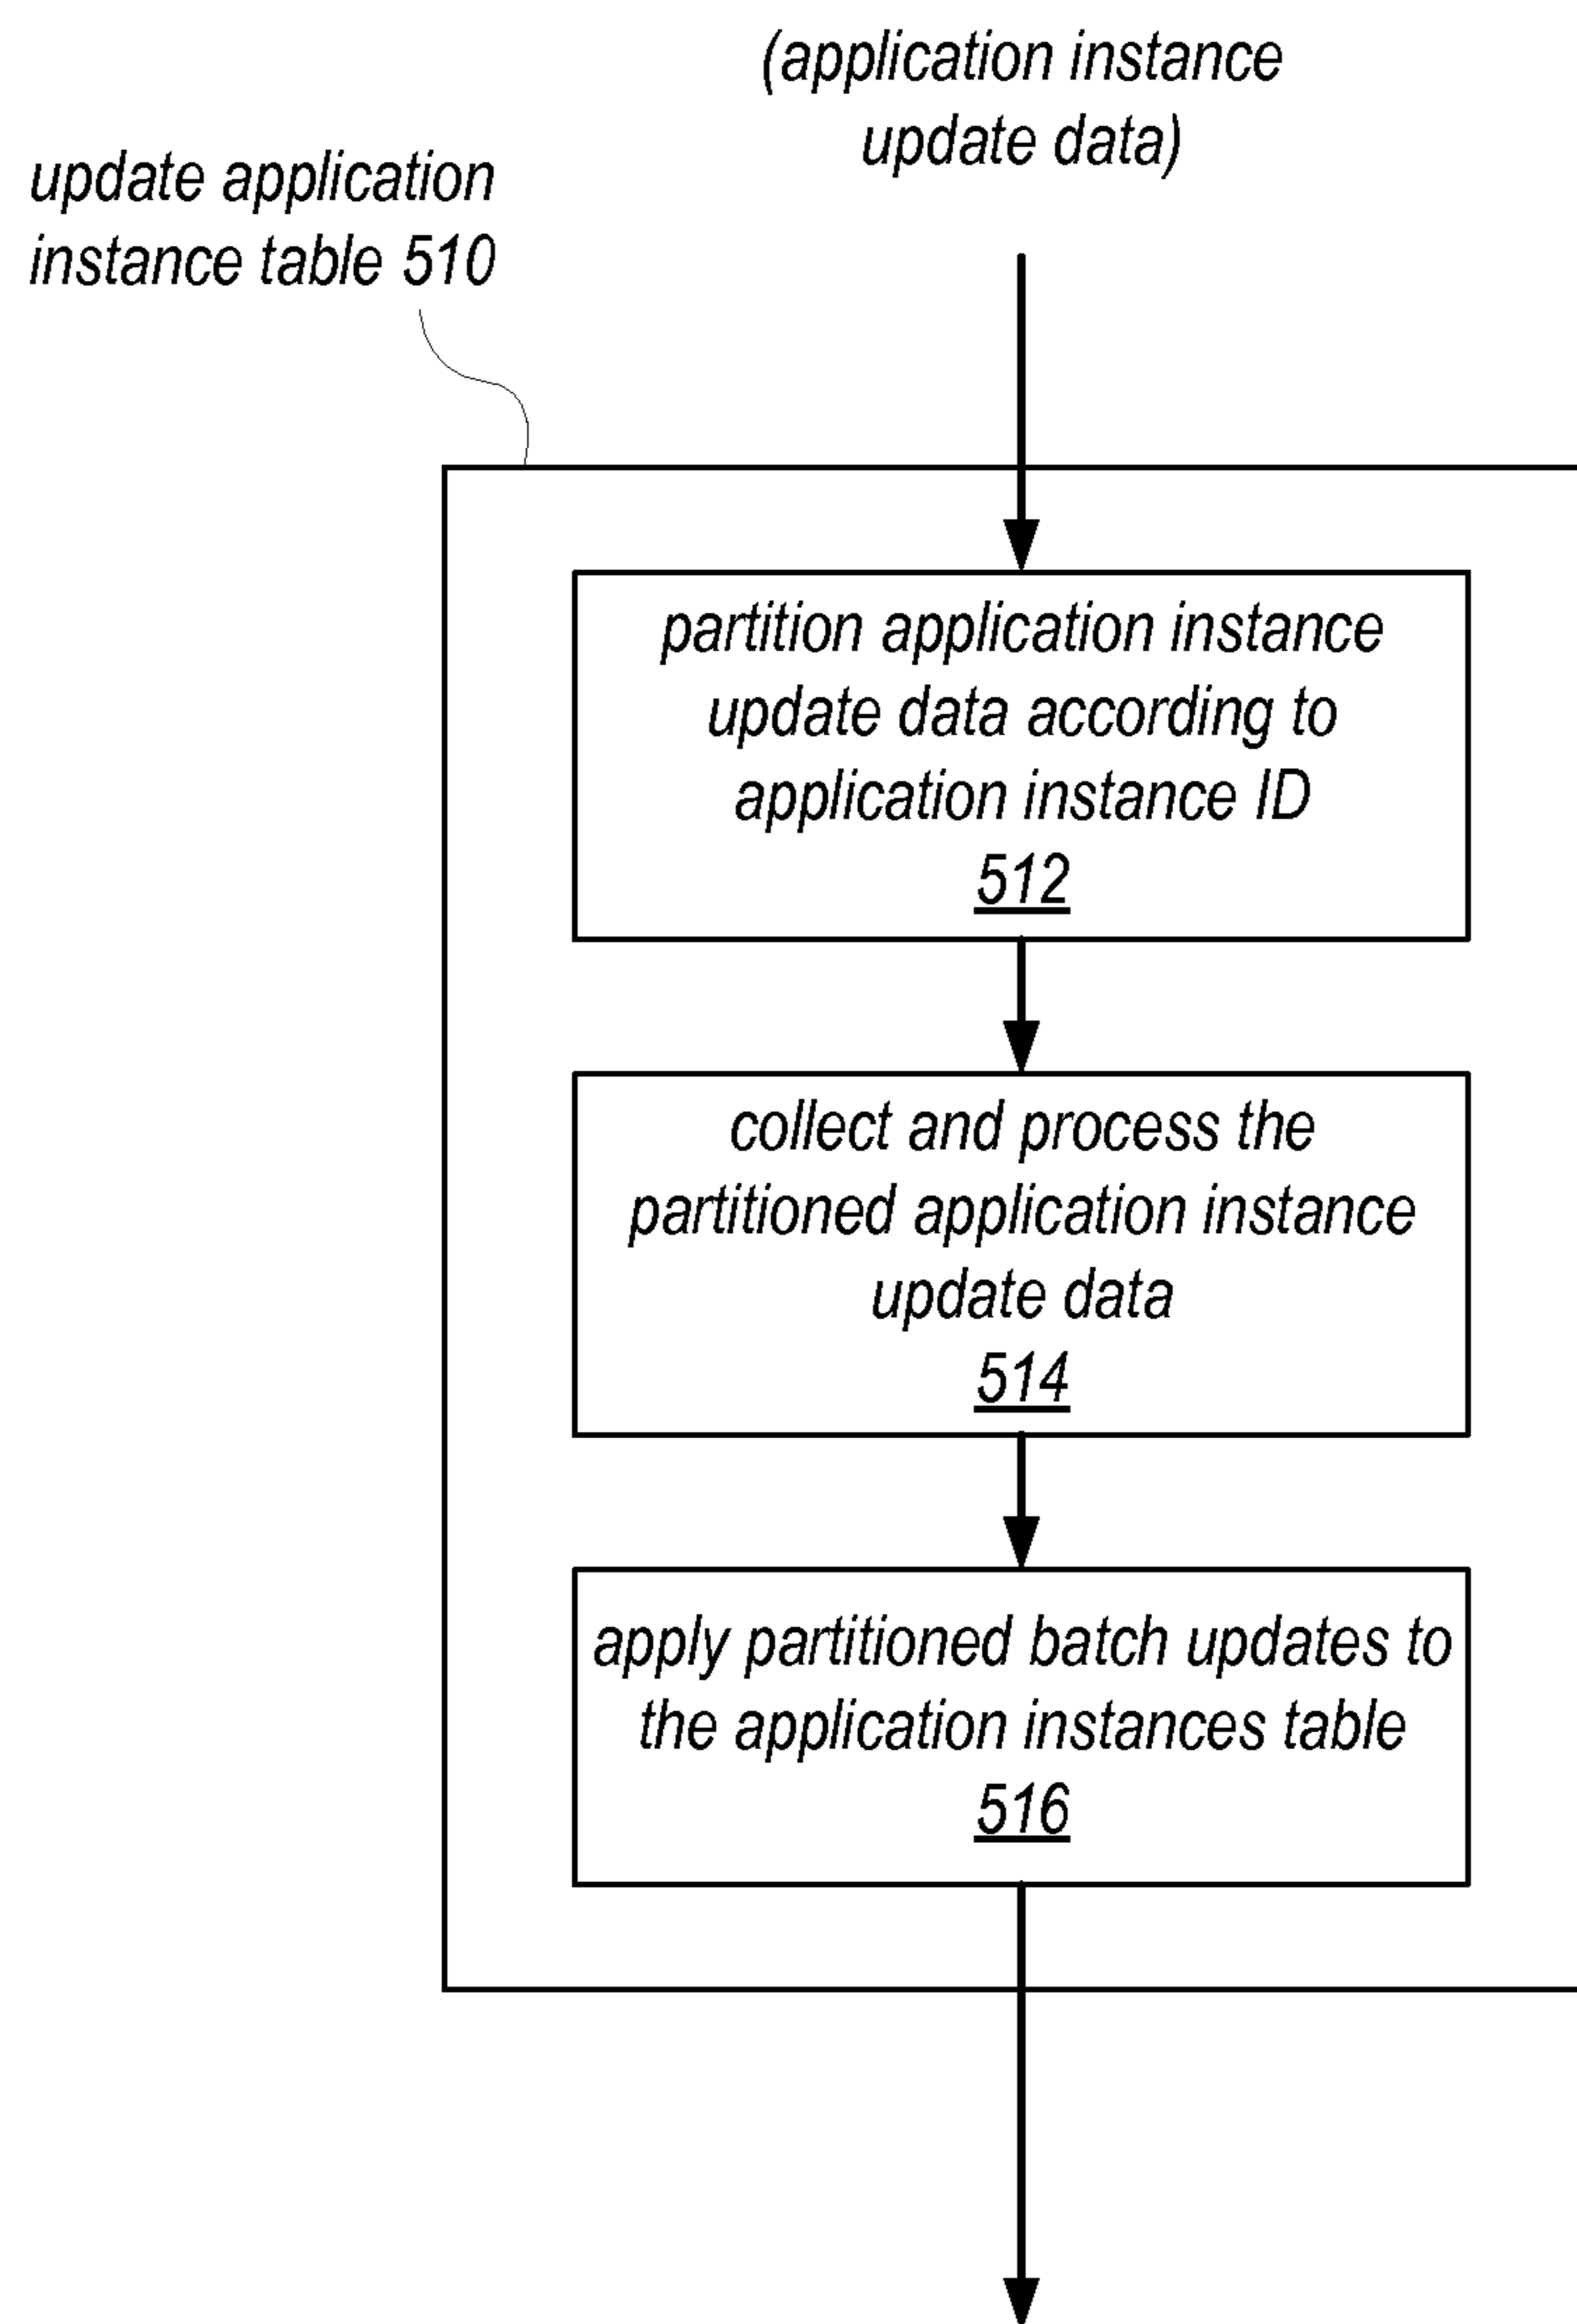 (application instance
update data)
update application
instance table 510
partition application instance
update data according to
application instance ID
512
collect and process the
partitioned application instance
update data
514
apply partitioned batch updates to
the application instances table
516